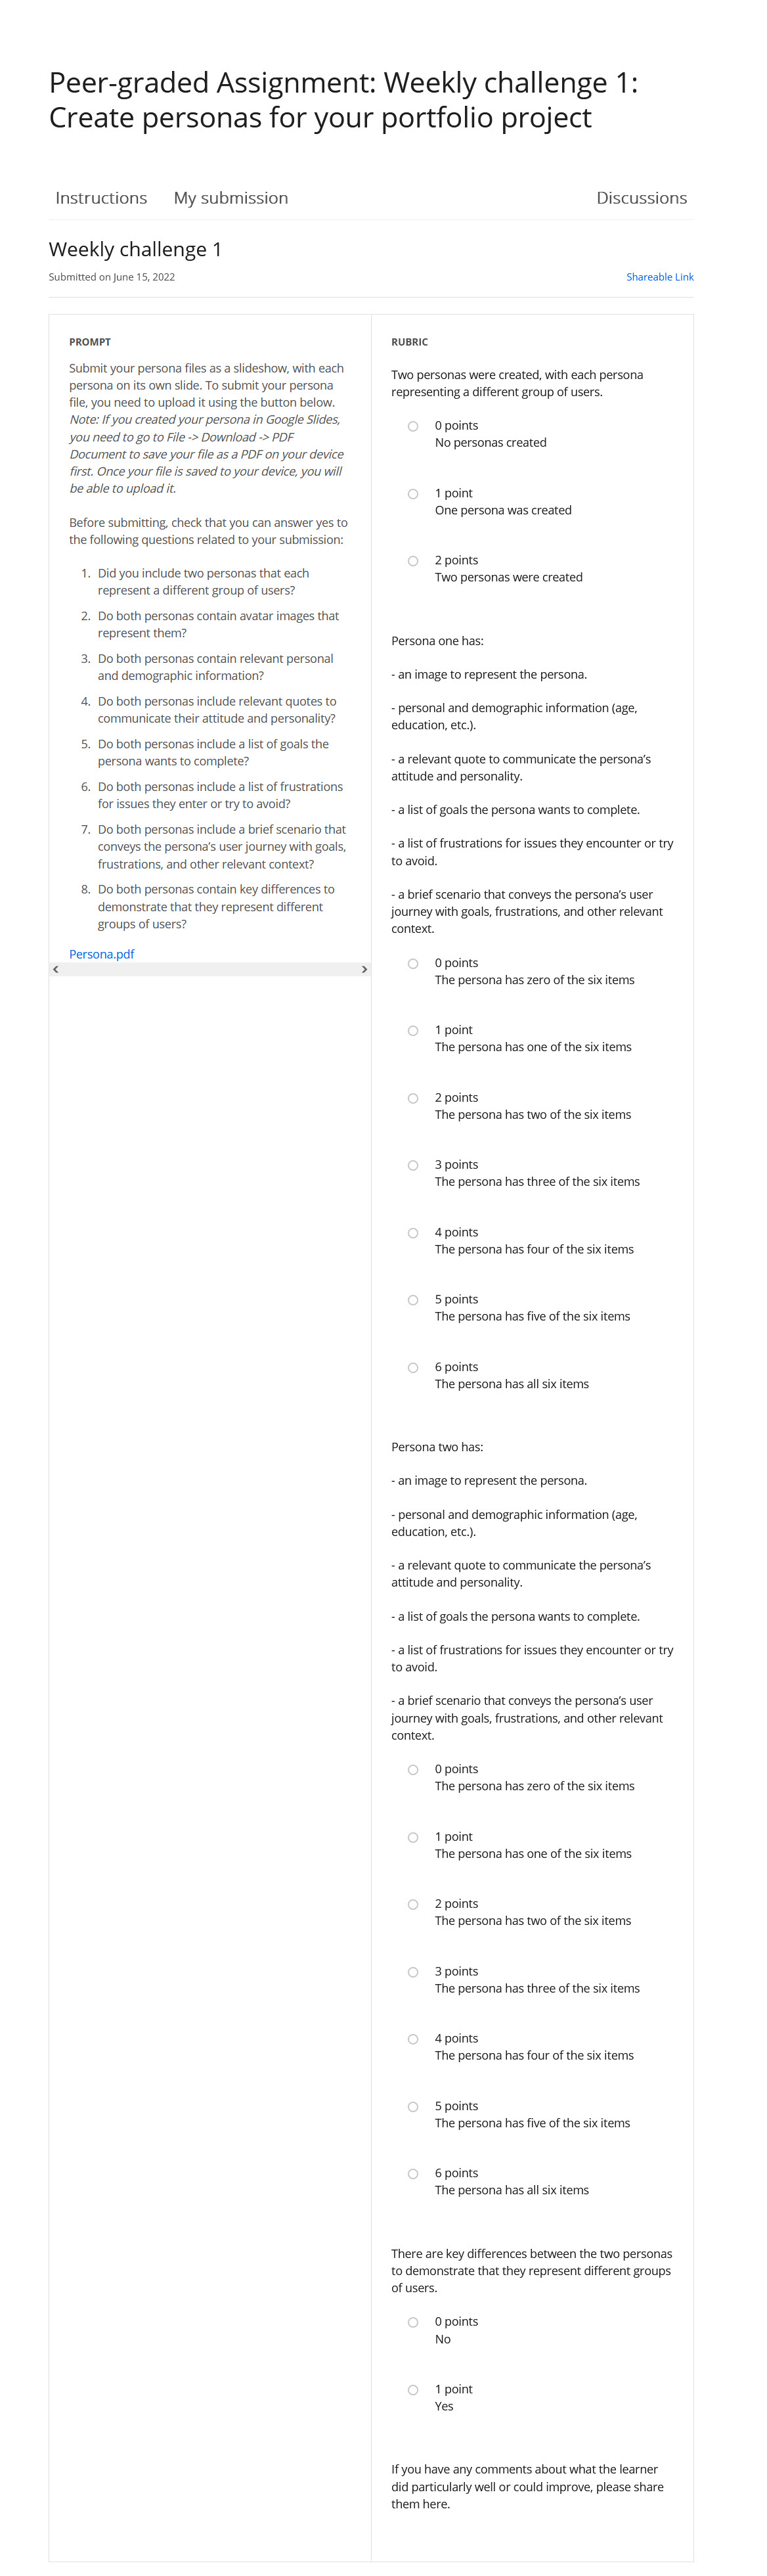 Peer-graded Assignment: Weekly challenge 1:
Create personas for your portfolio project
Instructions
My submission
Discussions
Weekly challenge 1
Submitted on June 15, 2022
Shareable Link
PROMPT
Submit your persona files as a slideshow, with each
persona on its own slide. To submit your persona
file, you need to upload it using the button below.
Note: If you created your persona in Google Slides,
you need to go to File -> Download -> PDF
Document to save your file as a PDF on your device
first. Once your file is saved to your device, you will
be able to upload it.
Before submitting, check that you can answer yes to
the following questions related to your submission:
1. Did you include two personas that each
represent a different group of users?
2. Do both personas contain avatar images that
represent them?
3. Do both personas contain relevant personal
and demographic information?
4. Do both personas include relevant quotes to
communicate their attitude and personality?
5. Do both personas include a list of goals the
persona wants to complete?
6. Do both personas include a list of frustrations
for issues they enter or try to avoid?
7. Do both personas include a brief scenario that
conveys the persona's user journey with goals,
frustrations, and other relevant context?
8. Do both personas contain key differences to
demonstrate that they represent different
groups of users?
Persona.pdf
RUBRIC
Two personas were created, with each persona
representing a different group of users.
0 points
No personas created
1 point
One persona was created
2 points
Two personas were created
Persona one has:
- an image to represent the persona.
- personal and demographic information (age,
education, etc.).
- a relevant quote to communicate the persona's
attitude and personality.
- a list of goals the persona wants to complete.
- a list of frustrations for issues they encounter or try
to avoid.
- a brief scenario that conveys the persona's user
journey with goals, frustrations, and other relevant
context.
0 points
The persona has zero of the six items
1 point
The persona has one of the six items
2 points
The persona has two of the six items
3 points
The persona has three of the six items
4 points
The persona has four of the six items
5 points
The persona has five of the six items
6 points
The persona has all six items
Persona two has:
- an image to represent the persona.
- personal and demographic information (age,
education, etc.).
- a relevant quote to communicate the persona's
attitude and personality.
- a list of goals the persona wants to complete.
- a list of frustrations for issues they encounter or try
to avoid.
- a brief scenario that conveys the persona's user
journey with goals, frustrations, and other relevant
context.
0 points
The persona has zero of the six items
1 point
The persona has one of the six items
2 points
The persona has two of the six items
3 points
The persona has three of the six items
4 points
The persona has four of the six items
5 points
The persona has five of the six items
6 points
The persona has all six items
There are key differences between the two personas
to demonstrate that they represent different groups
of users.
0 points
No
1 point
Yes
If you have any comments about what the learner
did particularly well or could improve, please share
them here.